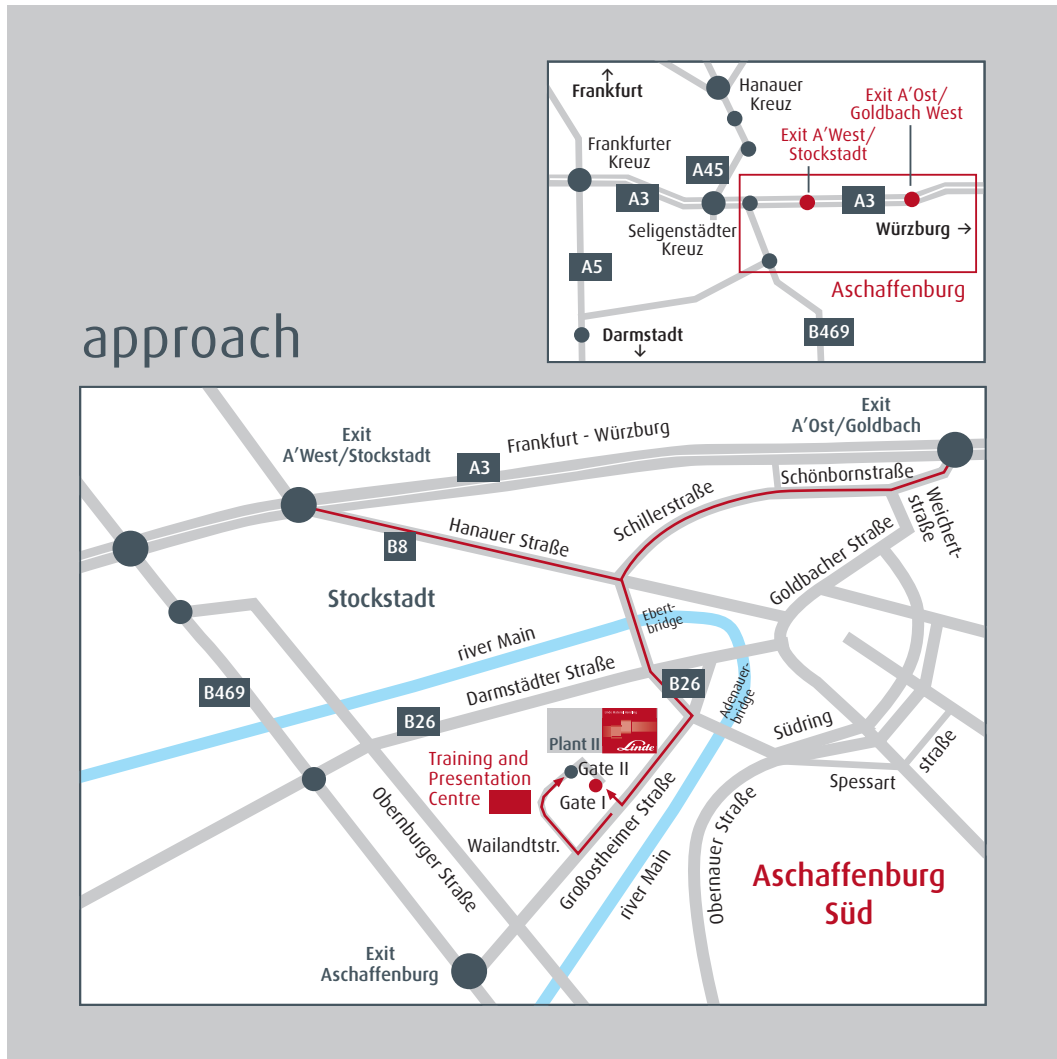 approach
↑
Frankfurt
Hanauer
Kreuz
Exit A'Ost/
Goldbach West
Exit A'West/
Stockstadt
Frankfurter
Kreuz
A45
A3
A3
Seligenstädter
Kreuz
Würzburg →
A5
Aschaffenburg
B469
Darmstadt
↓
Exit
A'West/Stockstadt
A3
Frankfurt - Würzburg
Exit
A'Ost/Goldbach
Schönbornstraße
Schillerstraße
Weichert-
straße
Hanauer Straße
B8
Goldbacher Straße
Stockstadt
Ebert-
bridge
river Main
Darmstädter Straße
B469
B26
B26
Adenauer-
bridge
Südring
Plant II
Linde
Training and
Presentation
Centre
Gate II
Gate I
Spessart
straße
Wailandtstr.
Obernburger Straße
Großostheimer Straße
river Main
Obernauer Straße
Aschaffenburg
Süd
Exit
Aschaffenburg